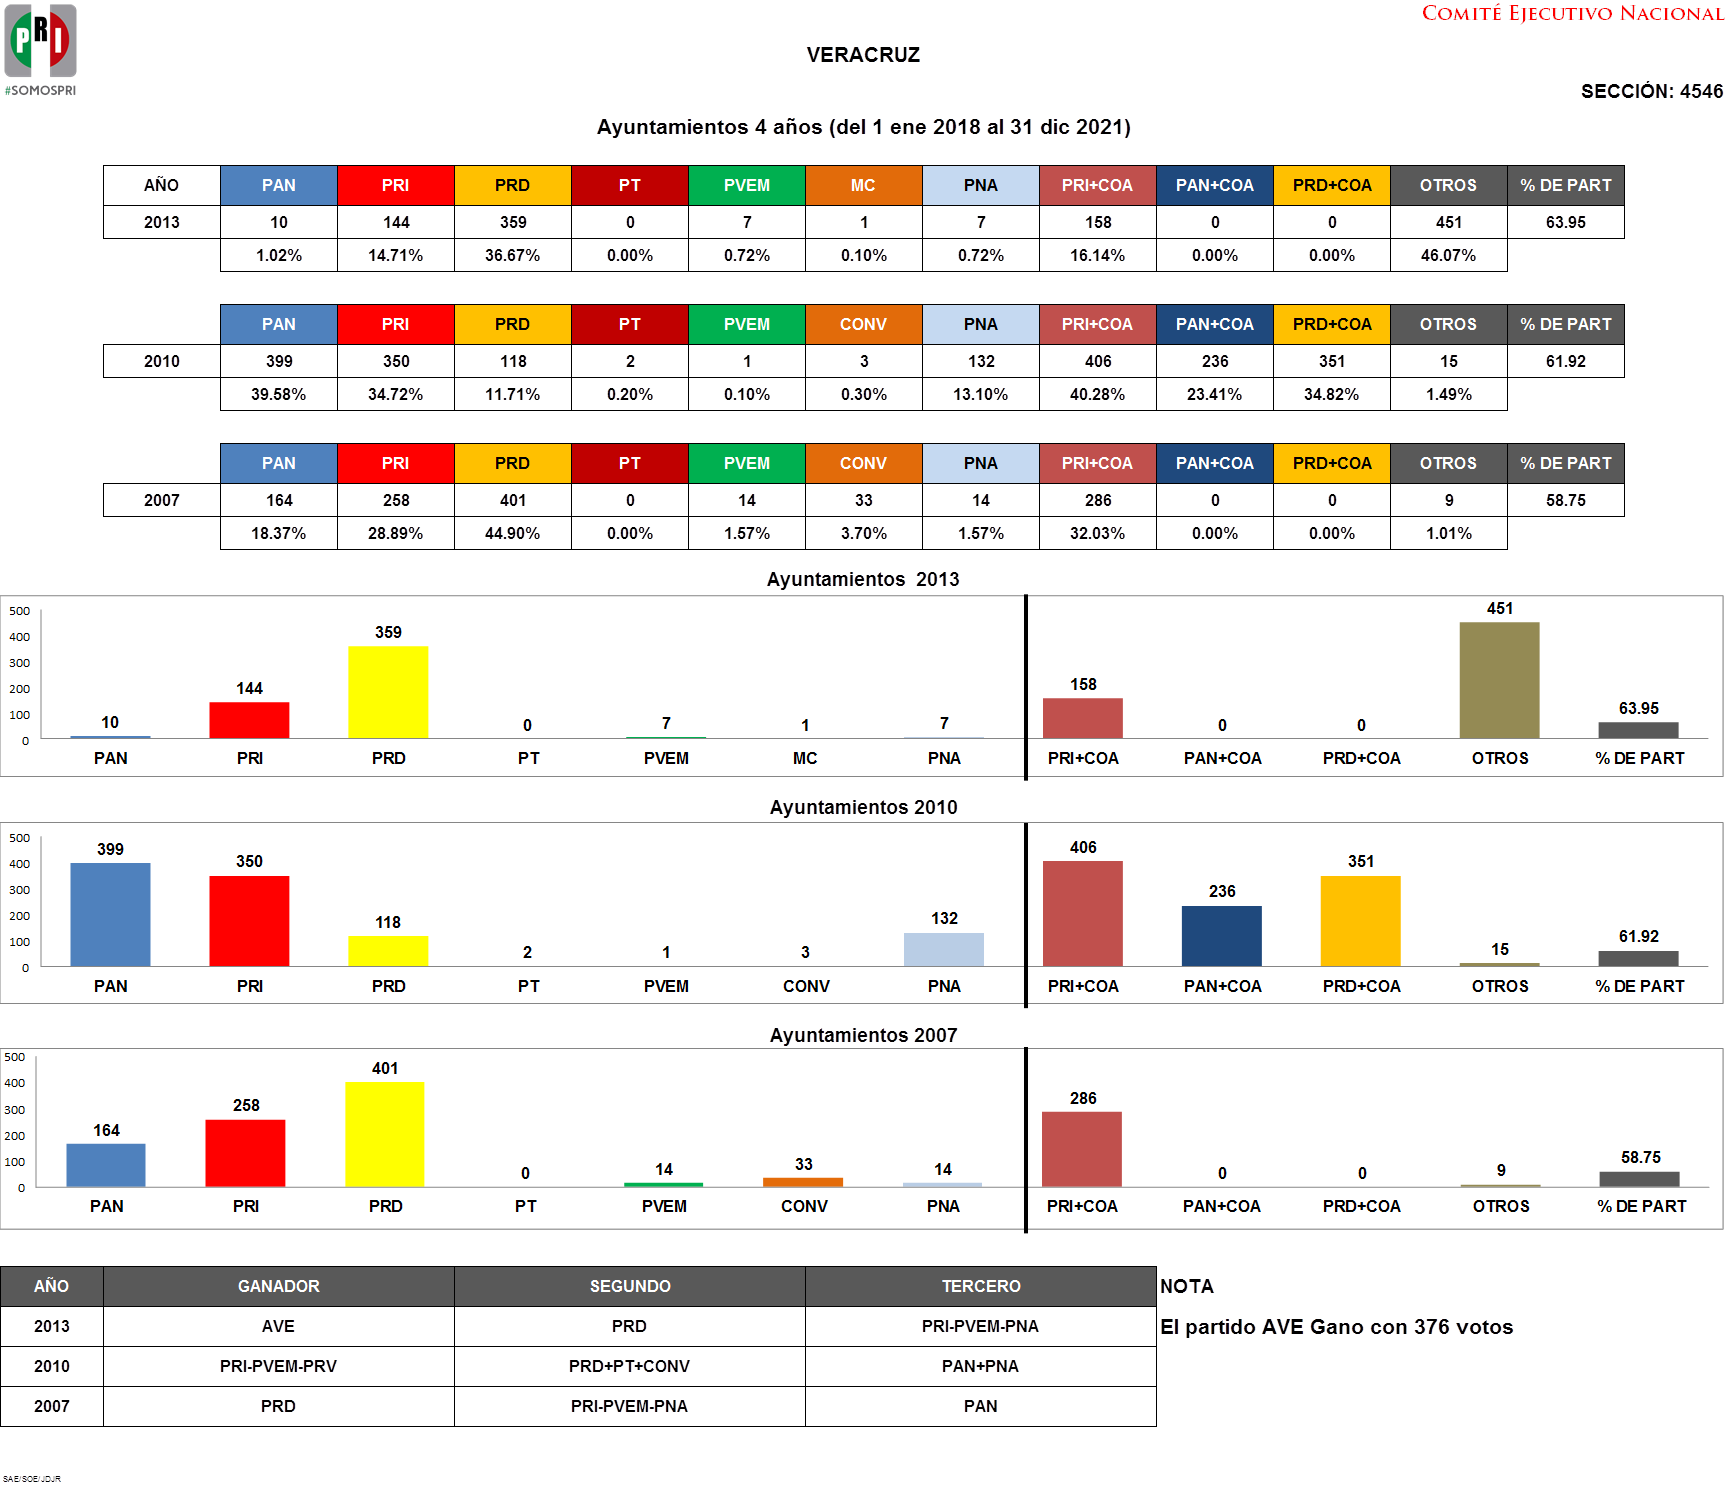 PRI
#SOMOSPRI
COMITÉ EJECUTIVO NACIONAL
VERACRUZ
SECCIÓN: 4546
Ayuntamientos 4 años (del 1 ene 2018 al 31 dic 2021)
AÑO PAN PRI PRD PT PVEM MC PNA PRI+COA PAN+COA PRD+COA OTROS % DE PART
2013 10 144 359 0 7 1 7 158 0 0 451 63.95
1.02% 14.71% 36.67% 0.00% 0.72% 0.10% 0.72% 16.14% 0.00% 0.00% 46.07%
PAN PRI PRD PT PVEM CONV PNA PRI+COA PAN+COA PRD+COA OTROS % DE PART
2010 399 350 118 2 1 3 132 406 236 351 15 61.92
39.58% 34.72% 11.71% 0.20% 0.10% 0.30% 13.10% 40.28% 23.41% 34.82% 1.49%
PAN PRI PRD PT PVEM CONV PNA PRI+COA PAN+COA PRD+COA OTROS % DE PART
2007 164 258 401 0 14 33 14 286 0 0 9 58.75
18.37% 28.89% 44.90% 0.00% 1.57% 3.70% 1.57% 32.03% 0.00% 0.00% 1.01%
Ayuntamientos 2013
500
400
300
200
100
0
10 144 359 0 7 1 7 158 0 0 451 63.95
PAN PRI PRD PT PVEM MC PNA PRI+COA PAN+COA PRD+COA OTROS % DE PART
Ayuntamientos 2010
500
400
300
200
100
0
399 350 118 2 1 3 132 406 236 351 15 61.92
PAN PRI PRD PT PVEM CONV PNA PRI+COA PAN+COA PRD+COA OTROS % DE PART
Ayuntamientos 2007
500
400
300
200
100
0
164 258 401 0 14 33 14 286 0 0 9 58.75
PAN PRI PRD PT PVEM CONV PNA PRI+COA PAN+COA PRD+COA OTROS % DE PART
AÑO GANADOR SEGUNDO TERCERO NOTA
2013 AVE PRD PRI-PVEM-PNA El partido AVE Gano con 376 votos
2010 PRI-PVEM-PRV PRD+PT+CONV PAN+PNA
2007 PRD PRI-PVEM-PNA PAN
SAE/SOE/JDJR